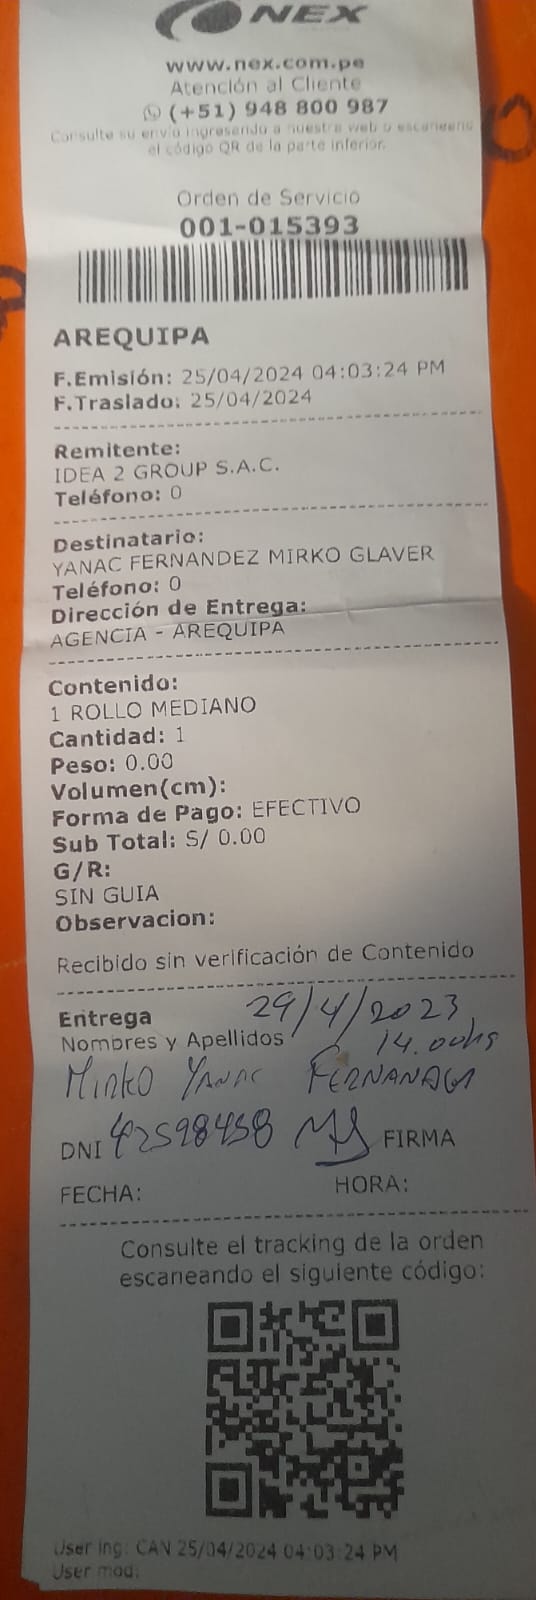 NEX
www.nex.com.pe
Atención al Cliente
(+51) 948 800 987
Consulte su envío ingresando a nuestra web o escaneeno
el código QR de la parte inferior.
Orden de Servicio
001-015393
AREQUIPA
F.Emisión: 25/04/2024 04:03:24 PM
F.Traslado: 25/04/2024
Remitente:
IDEA 2 GROUP S.A.C.
Teléfono: 0
Destinatario:
YANAC FERNANDEZ MIRKO GLAVER
Teléfono: 0
Dirección de Entrega:
AGENCIA - AREQUIPA
Contenido:
1 ROLLO MEDIANO
Cantidad: 1
Peso: 0.00
Volumen(cm):
Forma de Pago: EFECTIVO
Sub Total: S/ 0.00
G/R:
SIN GUIA
Observacion:
Recibido sin verificación de Contenido
Entrega 29/4/2023
Nombres y Apellidos 14.00hs
Mirko Yanac
DNI 42598458 FIRMA
FECHA: HORA:
Consulte el tracking de la orden
escaneando el siguiente código:
User ing: CAN 25/04/2024 04:03:24 PM
User mod: